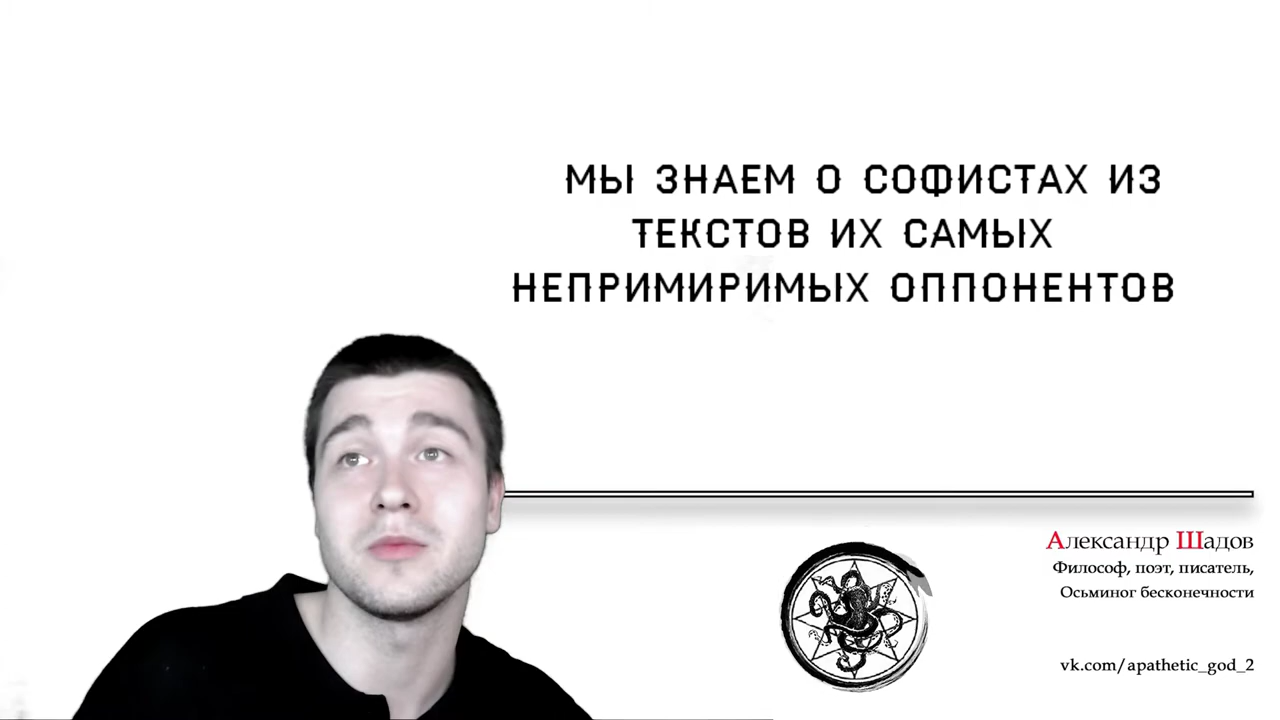 МЫ ЗНАЕМ О СОФИСТАХ ИЗ
ТЕКСТОВ ИХ САМЫХ
НЕПРИМИРИМЫХ ОППОНЕНТОВ
Александр Шадов
Философ, поэт, писатель,
Осьминог бесконечности
vk.com/apathetic_god_2